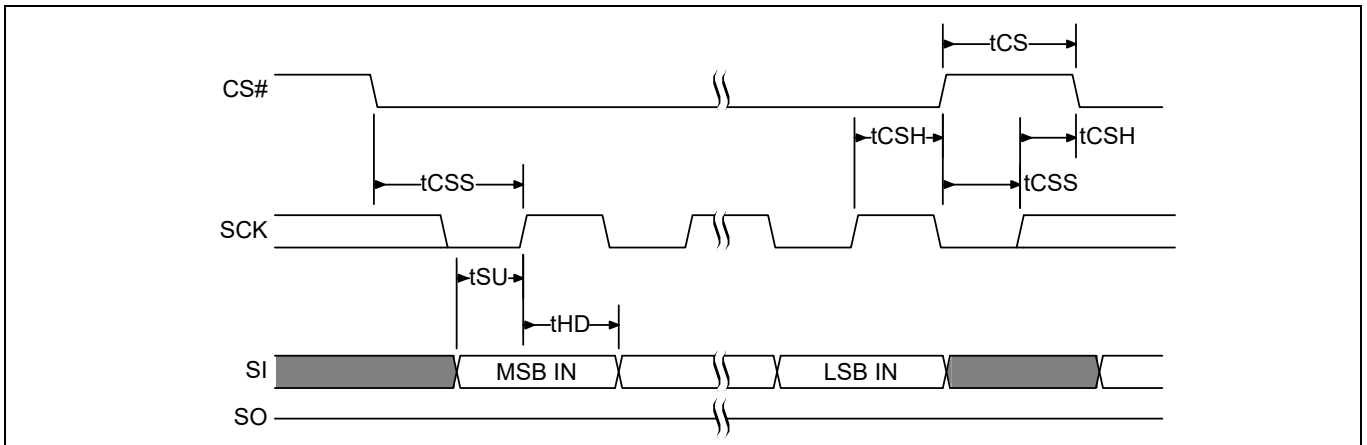 tCS
CS#
tCSH
tCSH
tCSS
tCSS
SCK
tSU
tHD
SI
MSB IN
LSB IN
SO